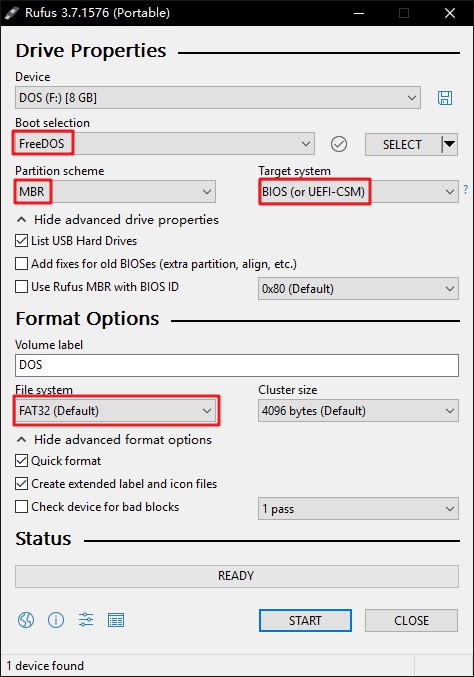 Rufus 3.7.1576 (Portable)
Drive Properties
Device
DOS (F:) [8 GB]
Boot selection
FreeDOS
SELECT
Partition scheme
Target system
MBR
BIOS (or UEFI-CSM)
?
Hide advanced drive properties
List USB Hard Drives
Add fixes for old BIOSes (extra partition, align, etc.)
Use Rufus MBR with BIOS ID
0x80 (Default)
Format Options
Volume label
DOS
File system
Cluster size
FAT32 (Default)
4096 bytes (Default)
Hide advanced format options
Quick format
Create extended label and icon files
Check device for bad blocks
1 pass
Status
READY
START
CLOSE
1 device found